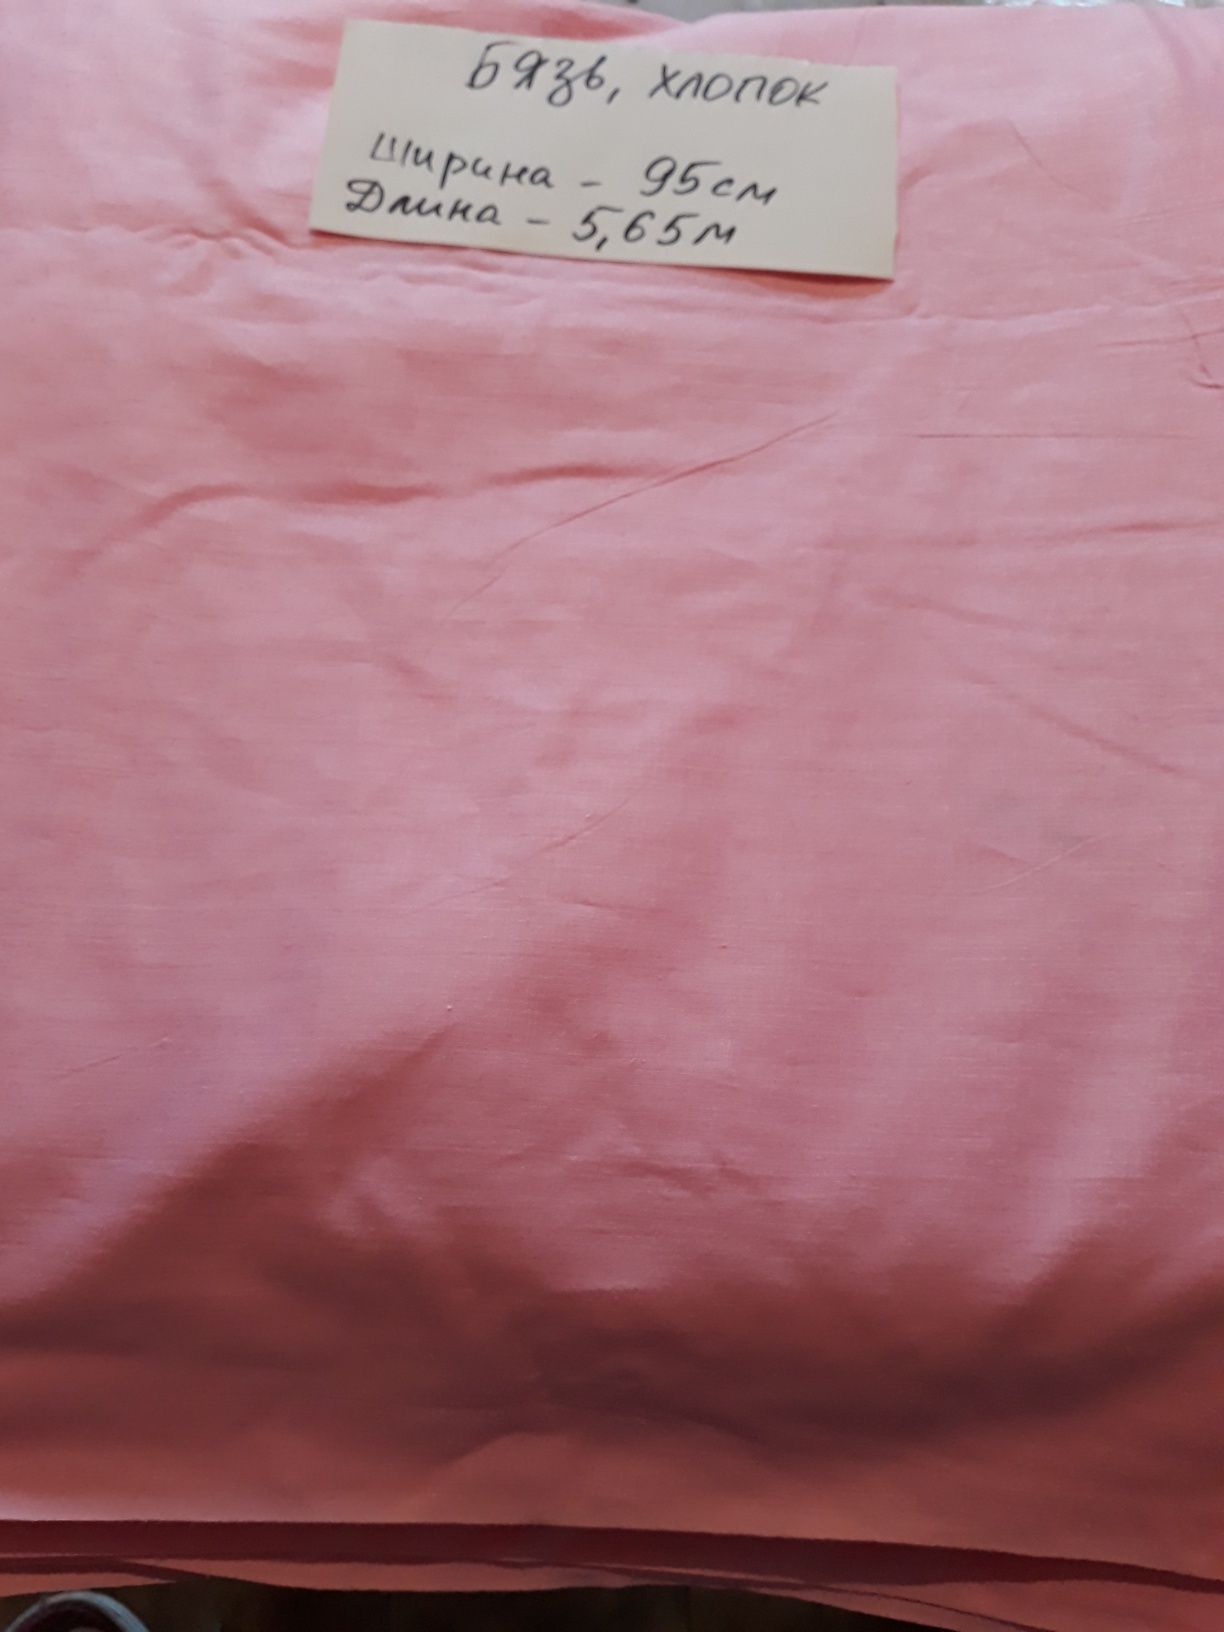 Бязь, хлопок
Ширина - 95см
Длина - 5,65м